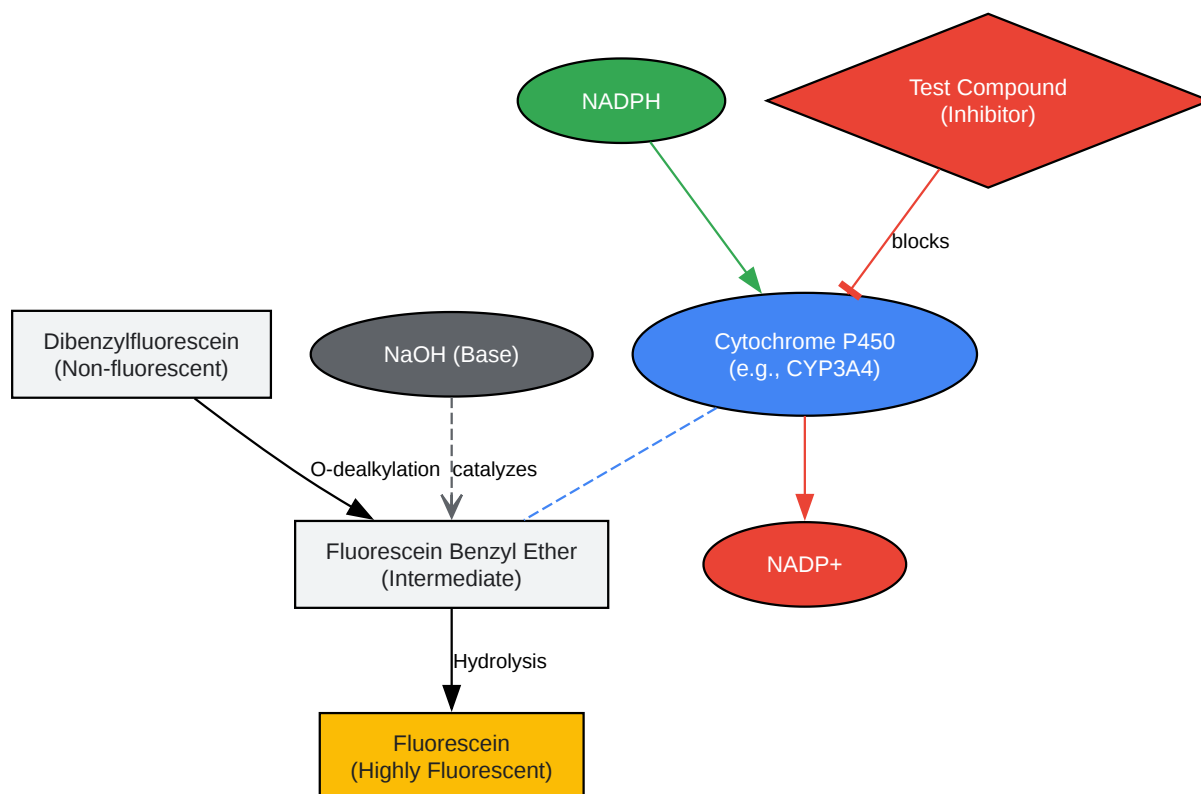 NADPH
Test Compound
(Inhibitor)
blocks
Dibenzylfluorescein
(Non-fluorescent)
NaOH (Base)
Cytochrome P450
(e.g., CYP3A4)
O-dealkylation
catalyzes
Fluorescein Benzyl Ether
(Intermediate)
NADP+
Hydrolysis
Fluorescein
(Highly Fluorescent)